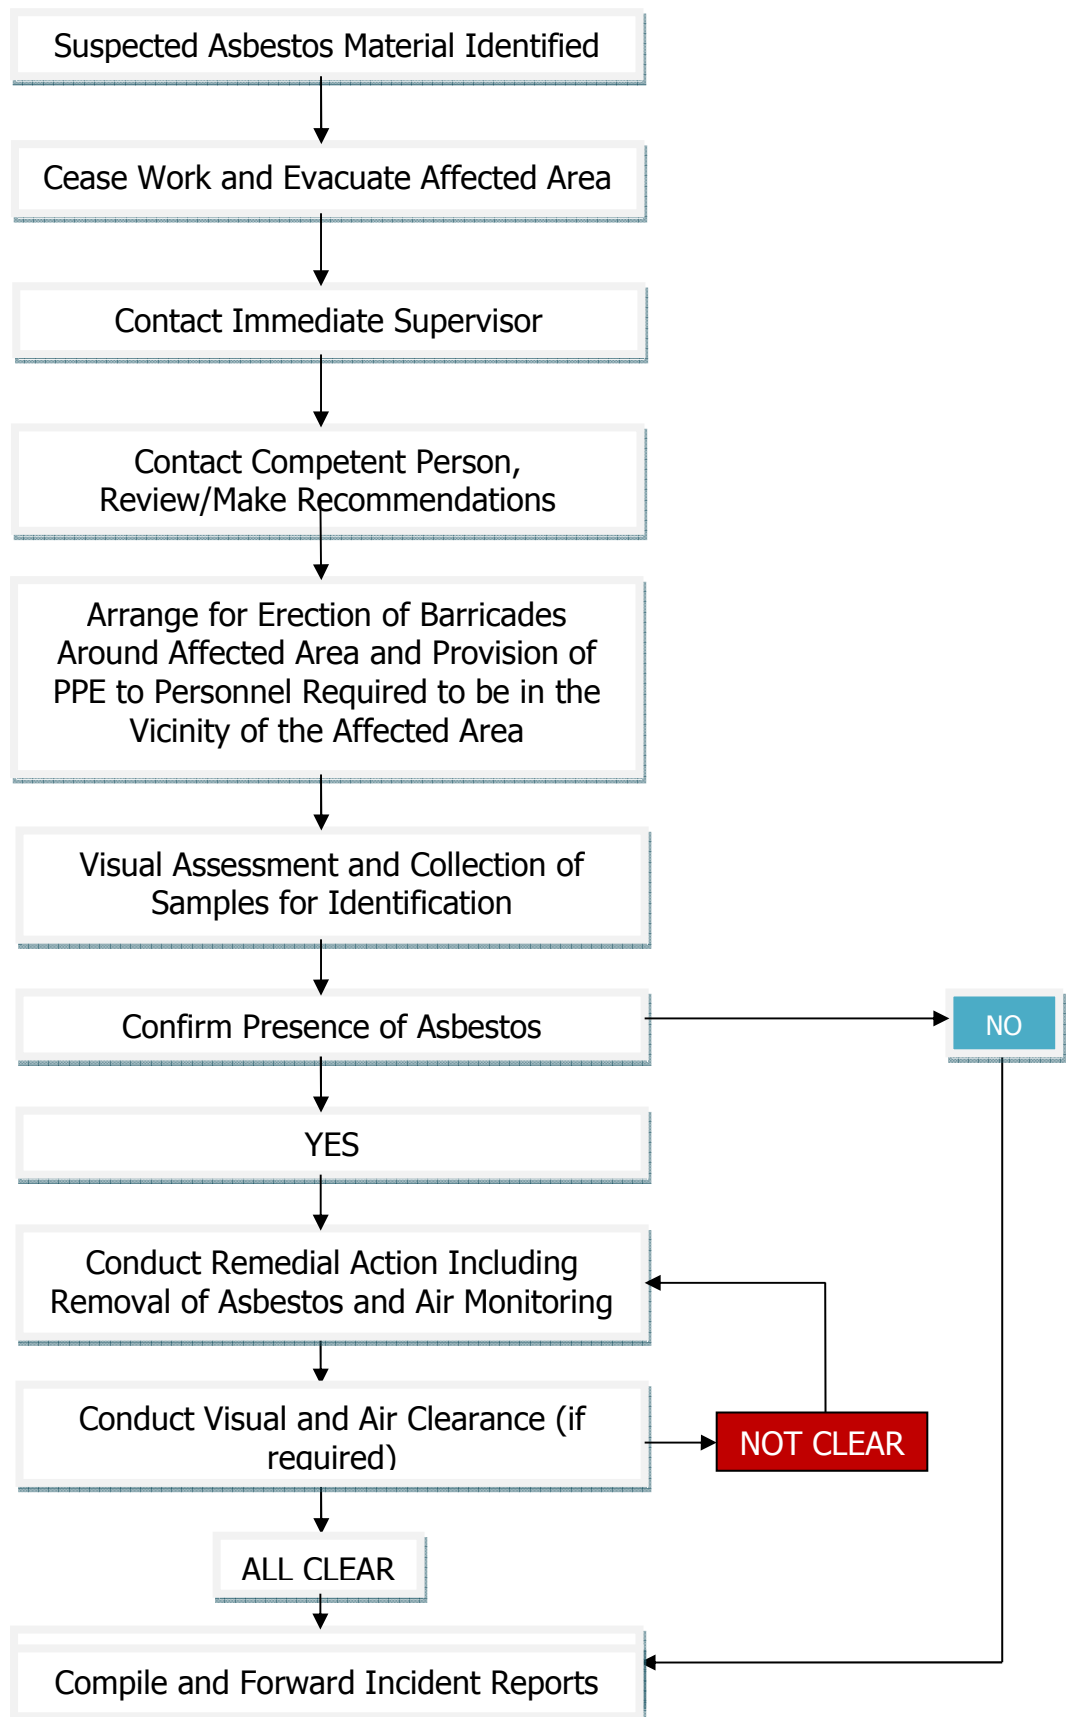 Suspected Asbestos Material Identified
Cease Work and Evacuate Affected Area
Contact Immediate Supervisor
Contact Competent Person,
Review/Make Recommendations
Arrange for Erection of Barricades
Around Affected Area and Provision of
PPE to Personnel Required to be in the
Vicinity of the Affected Area
Visual Assessment and Collection of
Samples for Identification
Confirm Presence of Asbestos
NO
YES
Conduct Remedial Action Including
Removal of Asbestos and Air Monitoring
Conduct Visual and Air Clearance (if
required)
NOT CLEAR
ALL CLEAR
Compile and Forward Incident Reports